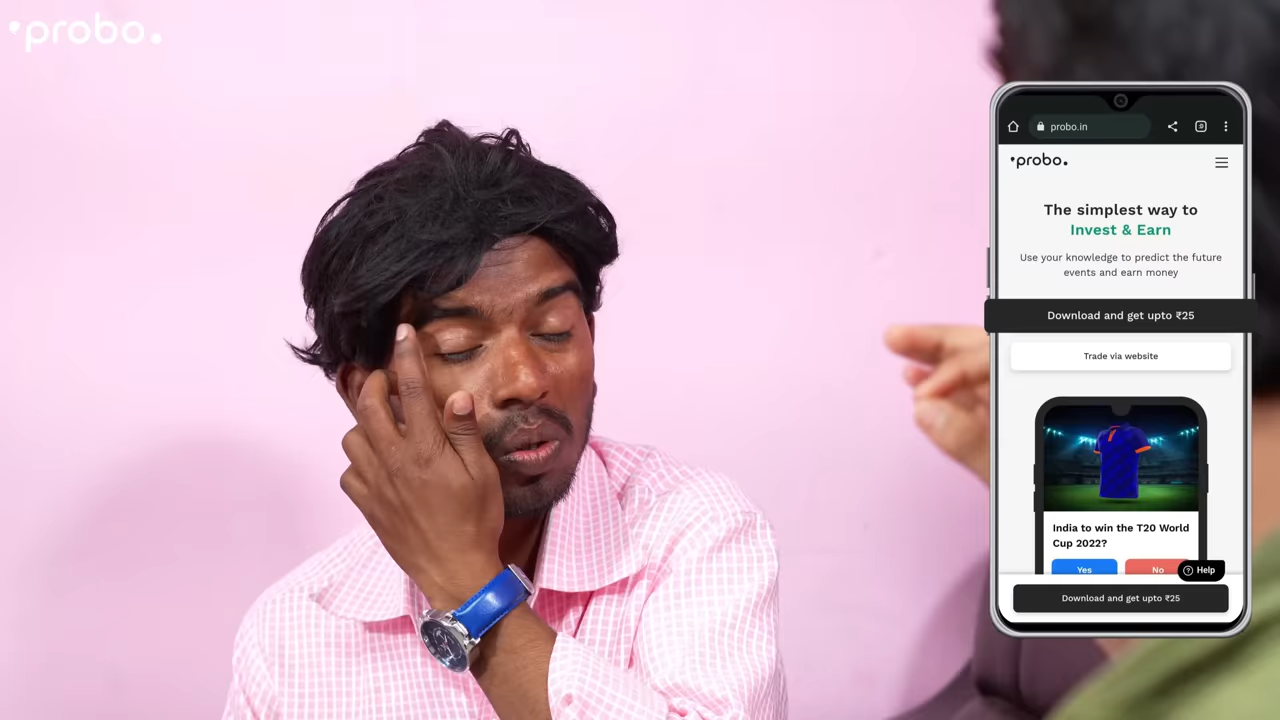 probo.
probo.in
probo.
The simplest way to
Invest & Earn
Use your knowledge to predict the future
events and earn money
Download and get upto ₹25
Trade via website
India to win the T20 World
Cup 2022?
Yes
No
Help
Download and get upto ₹25